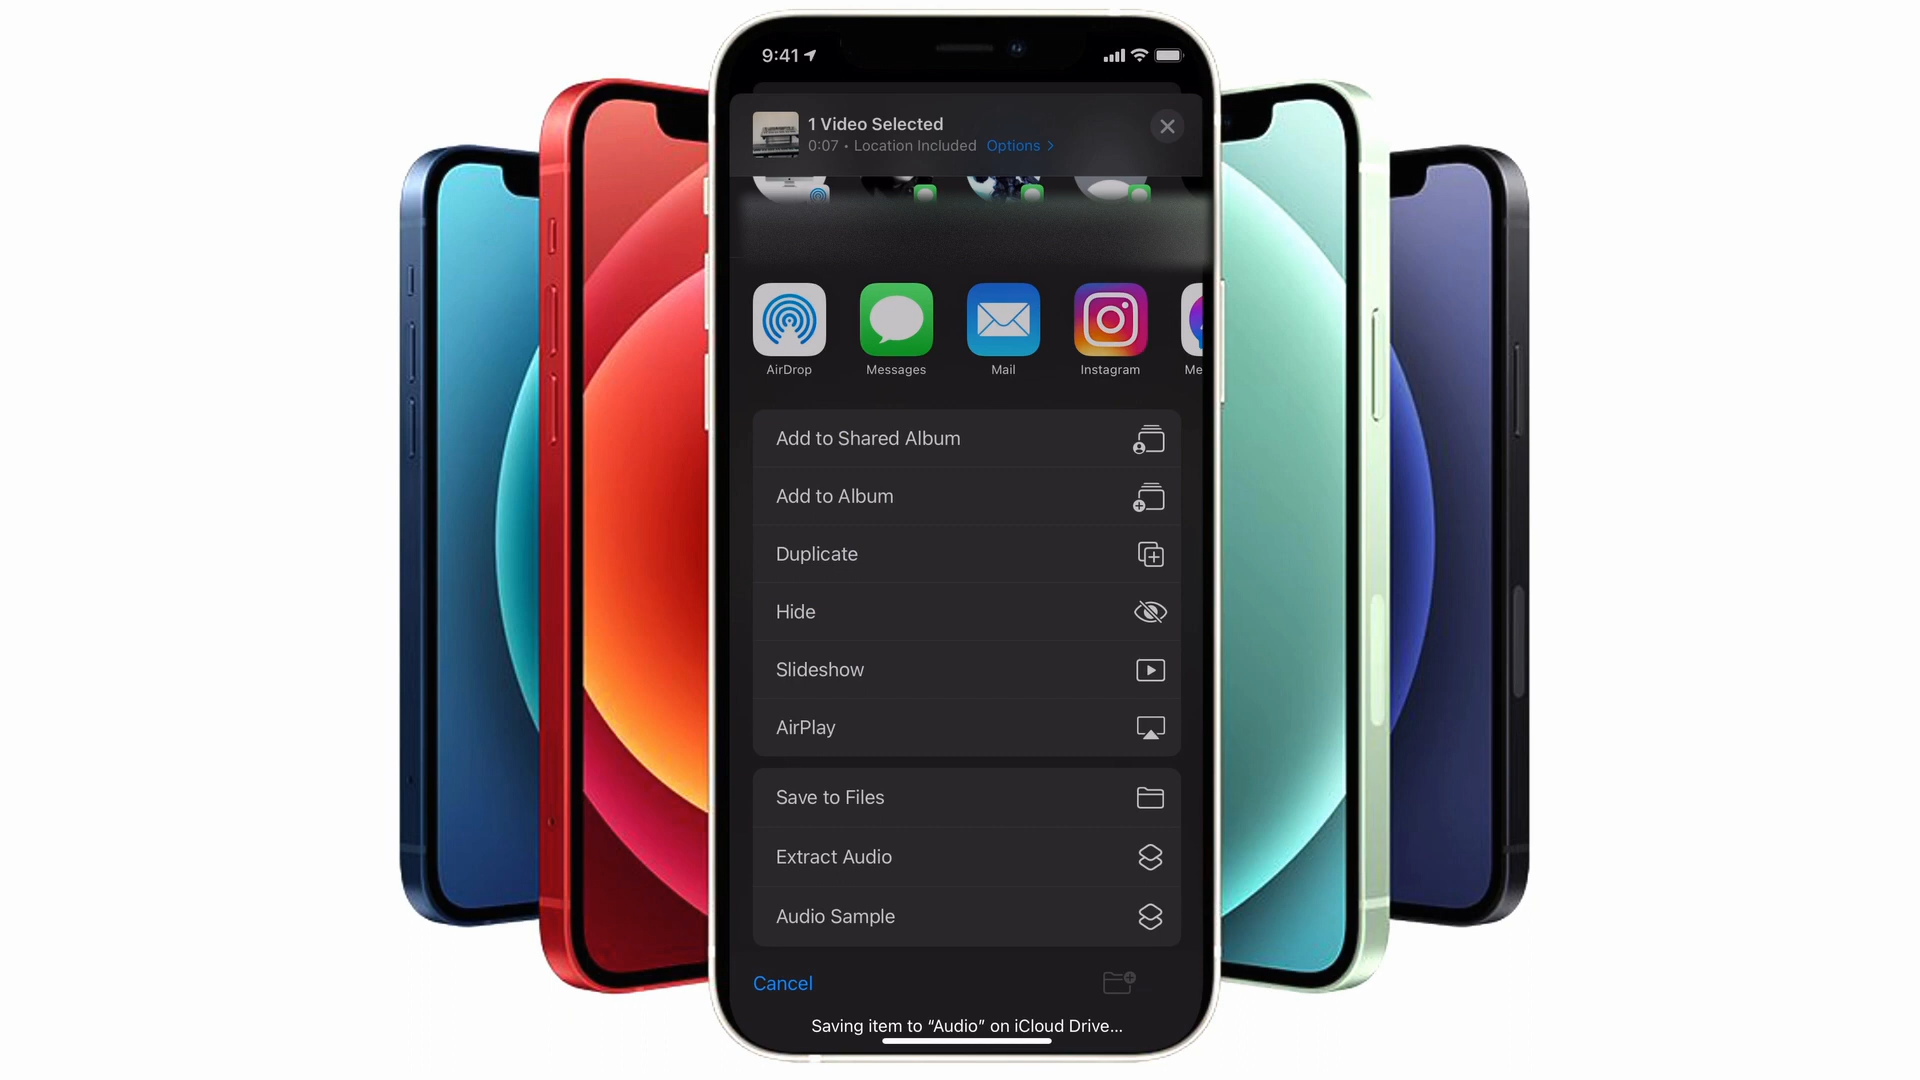 9:41
1 Video Selected
0:07 • Location Included Options >
AirDrop
Messages
Mail
Instagram
Me
Add to Shared Album
Add to Album
Duplicate
Hide
Slideshow
AirPlay
Save to Files
Extract Audio
Audio Sample
Cancel
Saving item to “Audio” on iCloud Drive...